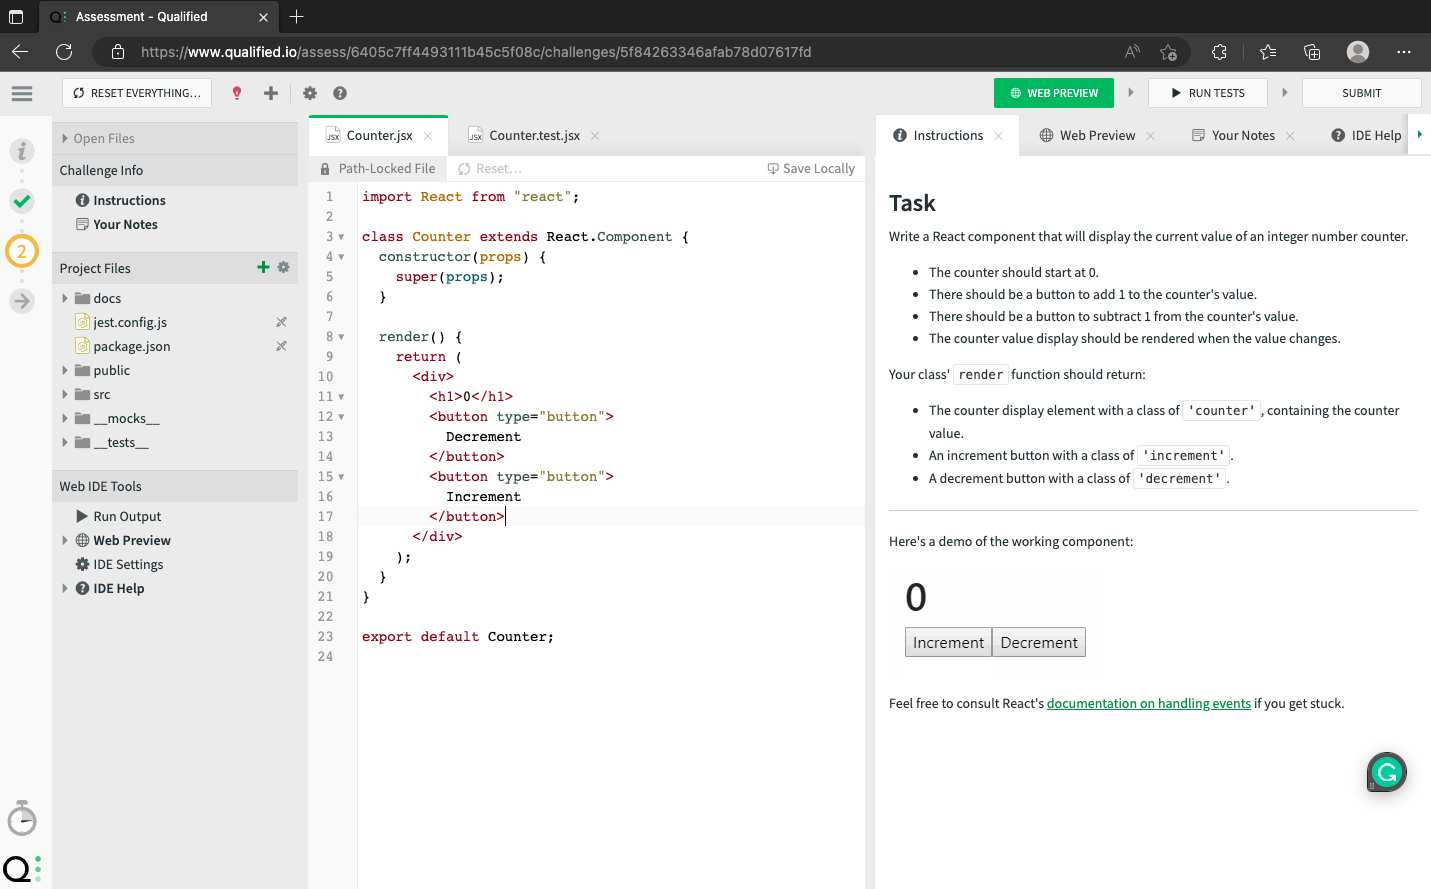 Assessment - Qualified
https://www.qualified.io/assess/6405c7ff4493111b45c5f08c/challenges/5f84263346afab78d07617fd
RESET EVERYTHING...
WEB PREVIEW
RUN TESTS
SUBMIT
Open Files
Challenge Info
Instructions
Your Notes
Project Files
docs
jest.config.js
package.json
public
src
__mocks__
__tests__
Web IDE Tools
Run Output
Web Preview
IDE Settings
IDE Help
2
Counter.jsx
Counter.test.jsx
Path-Locked File
Reset...
Save Locally
1 import React from "react";
2
3 class Counter extends React.Component {
4 constructor(props) {
5 super(props);
6 }
7
8 render() {
9 return (
10 <div>
11 <h1>0</h1>
12 <button type="button">
13 Decrement
14 </button>
15 <button type="button">
16 Increment
17 </button>
18 </div>
19 );
20 }
21 }
22
23 export default Counter;
24
Instructions
Web Preview
Your Notes
IDE Help
Task
Write a React component that will display the current value of an integer number counter.
• The counter should start at 0.
• There should be a button to add 1 to the counter's value.
• There should be a button to subtract 1 from the counter's value.
• The counter value display should be rendered when the value changes.
Your class' render function should return:
• The counter display element with a class of 'counter', containing the counter
value.
• An increment button with a class of 'increment'.
• A decrement button with a class of 'decrement'.
Here's a demo of the working component:
0
Increment Decrement
Feel free to consult React's documentation on handling events if you get stuck.